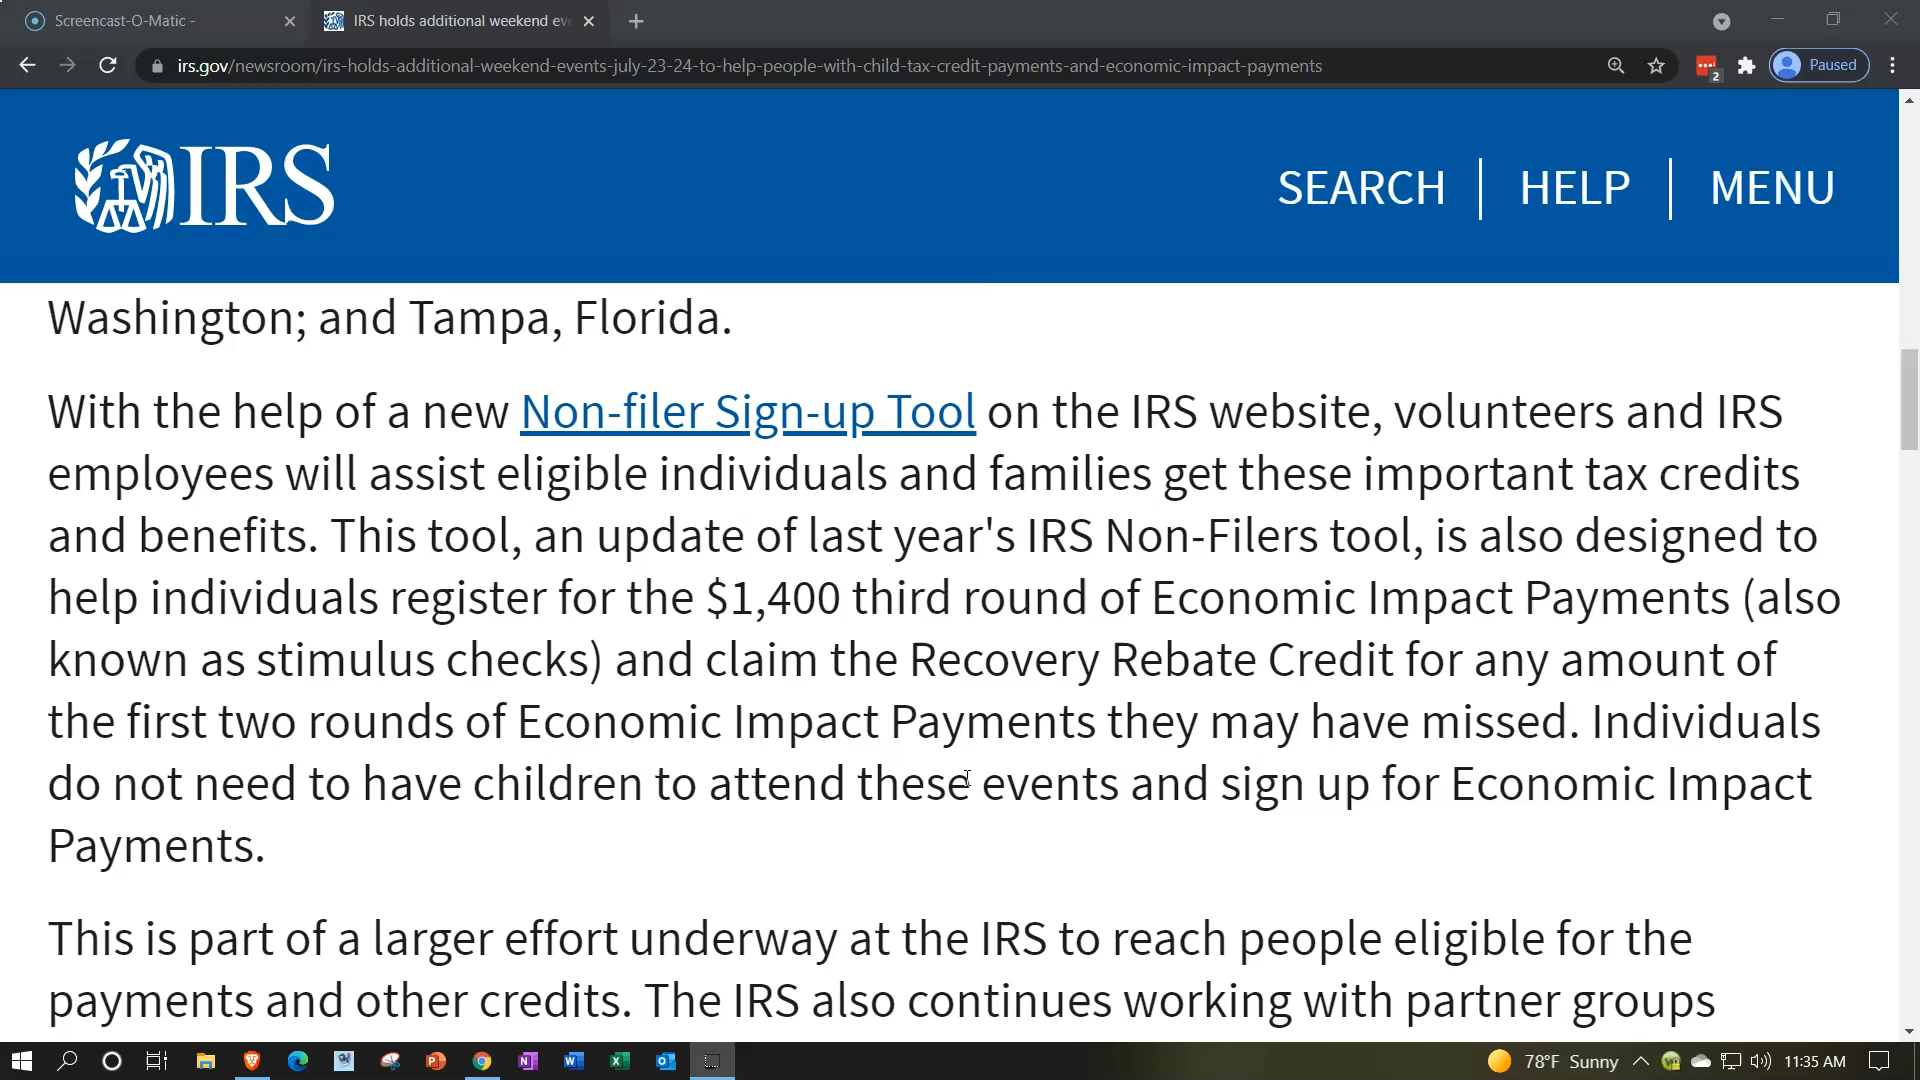 Screencast-O-Matic -
IRS holds additional weekend eve
irs.gov/newsroom/irs-holds-additional-weekend-events-july-23-24-to-help-people-with-child-tax-credit-payments-and-economic-impact-payments
2
Paused
IRS
SEARCH
HELP
MENU
Washington; and Tampa, Florida.
With the help of a new Non-filer Sign-up Tool on the IRS website, volunteers and IRS
employees will assist eligible individuals and families get these important tax credits
and benefits. This tool, an update of last year's IRS Non-Filers tool, is also designed to
help individuals register for the $1,400 third round of Economic Impact Payments (also
known as stimulus checks) and claim the Recovery Rebate Credit for any amount of
the first two rounds of Economic Impact Payments they may have missed. Individuals
do not need to have children to attend these events and sign up for Economic Impact
Payments.
This is part of a larger effort underway at the IRS to reach people eligible for the
payments and other credits. The IRS also continues working with partner groups
78°F Sunny
11:35 AM